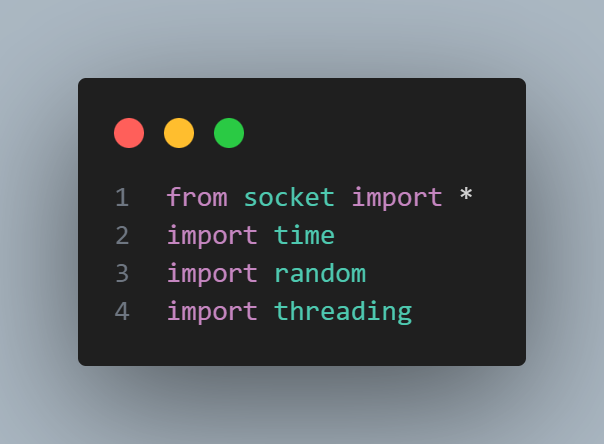 1 from socket import *
2 import time
3 import random
4 import threading